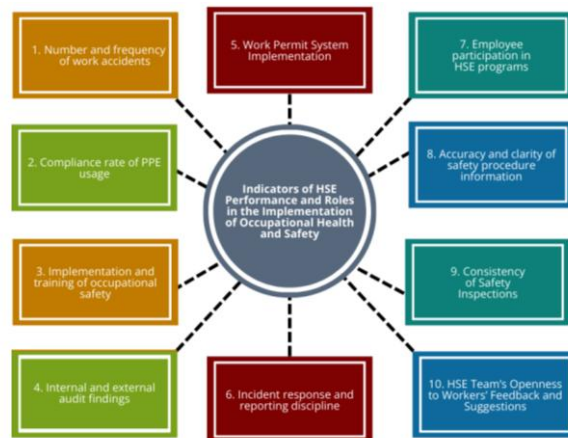 1. Number and frequency
of work accidents
2. Compliance rate of PPE
usage
3. Implementation and
training of occupational
safety
4. Internal and external
audit findings
5. Work Permit System
Implementation
Indicators of HSE
Performance and Roles
in the Implementation
of Occupational Health
and Safety
6. Incident response and
reporting discipline
7. Employee
participation in
HSE programs
8. Accuracy and clarity of
safety procedure
information
9. Consistency
of Safety
Inspections
10. HSE Team's Openness
to Workers' Feedback and
Suggestions